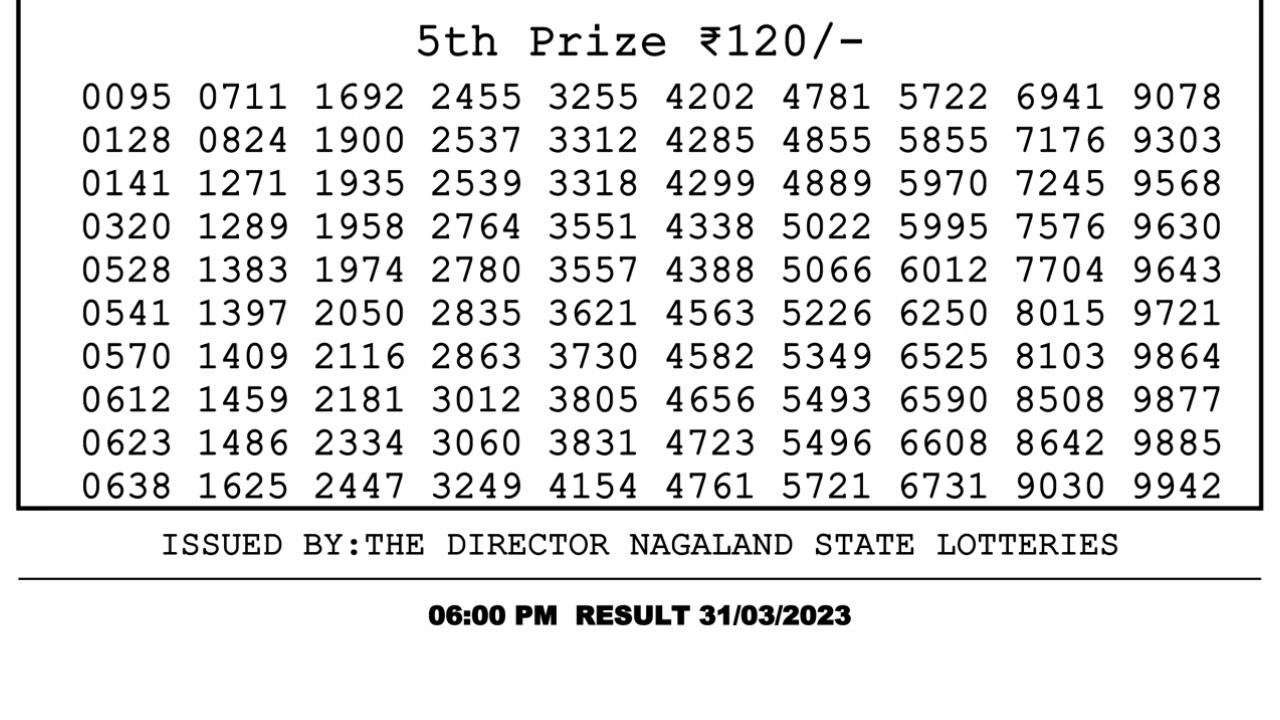 5th Prize ₹120/-
0095 0711 1692 2455 3255 4202 4781 5722 6941 9078
0128 0824 1900 2537 3312 4285 4855 5855 7176 9303
0141 1271 1935 2539 3318 4299 4889 5970 7245 9568
0320 1289 1958 2764 3551 4338 5022 5995 7576 9630
0528 1383 1974 2780 3557 4388 5066 6012 7704 9643
0541 1397 2050 2835 3621 4563 5226 6250 8015 9721
0570 1409 2116 2863 3730 4582 5349 6525 8103 9864
0612 1459 2181 3012 3805 4656 5493 6590 8508 9877
0623 1486 2334 3060 3831 4723 5496 6608 8642 9885
0638 1625 2447 3249 4154 4761 5721 6731 9030 9942
ISSUED BY:THE DIRECTOR NAGALAND STATE LOTTERIES
06:00 PM RESULT 31/03/2023